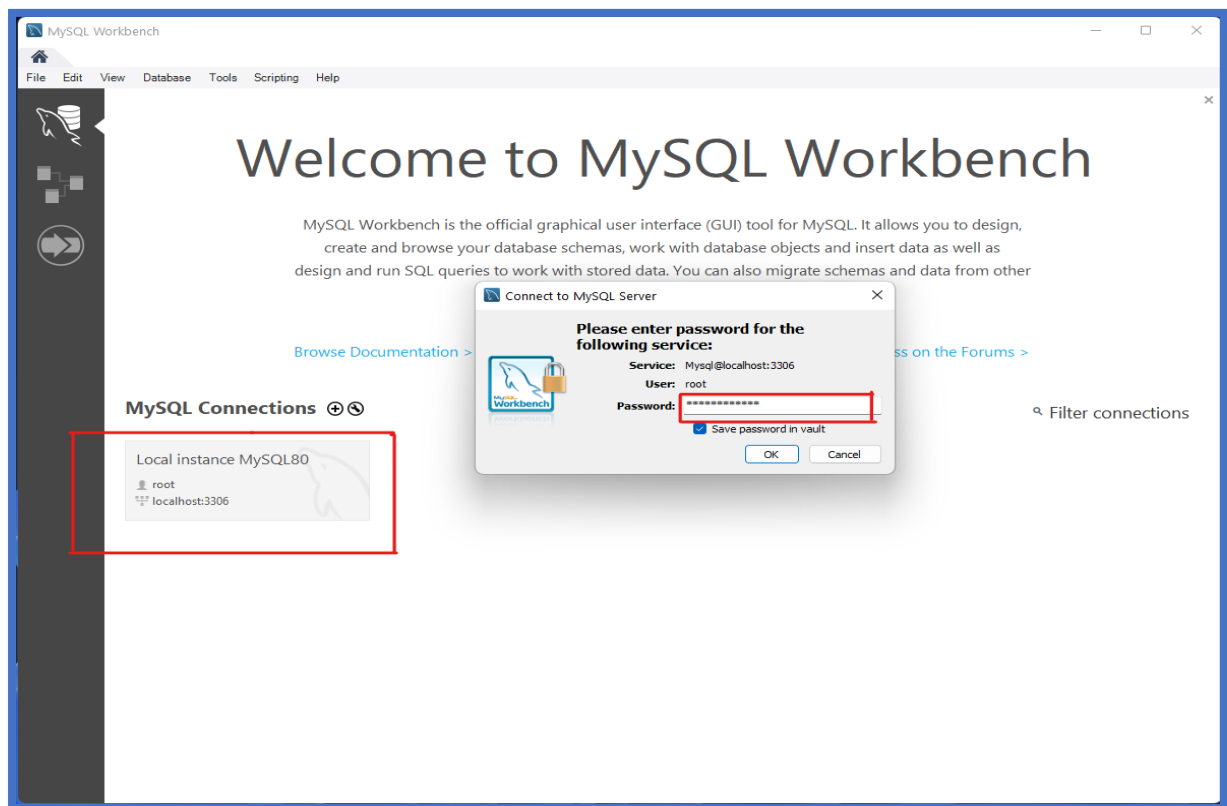 MySQL Workbench
File Edit View Database Tools Scripting Help
Welcome to MySQL Workbench
MySQL Workbench is the official graphical user interface (GUI) tool for MySQL. It allows you to design,
create and browse your database schemas, work with database objects and insert data as well as
design and run SQL queries to work with stored data. You can also migrate schemas and data from other
Browse Documentation >
ss on the Forums >
Connect to MySQL Server
Please enter password for the
following service:
Service: Mysql@localhost:3306
User: root
Password: ************
Save password in vault
OK Cancel
MySQL Workbench
MySQL Connections
Filter connections
Local instance MySQL80
root
localhost:3306